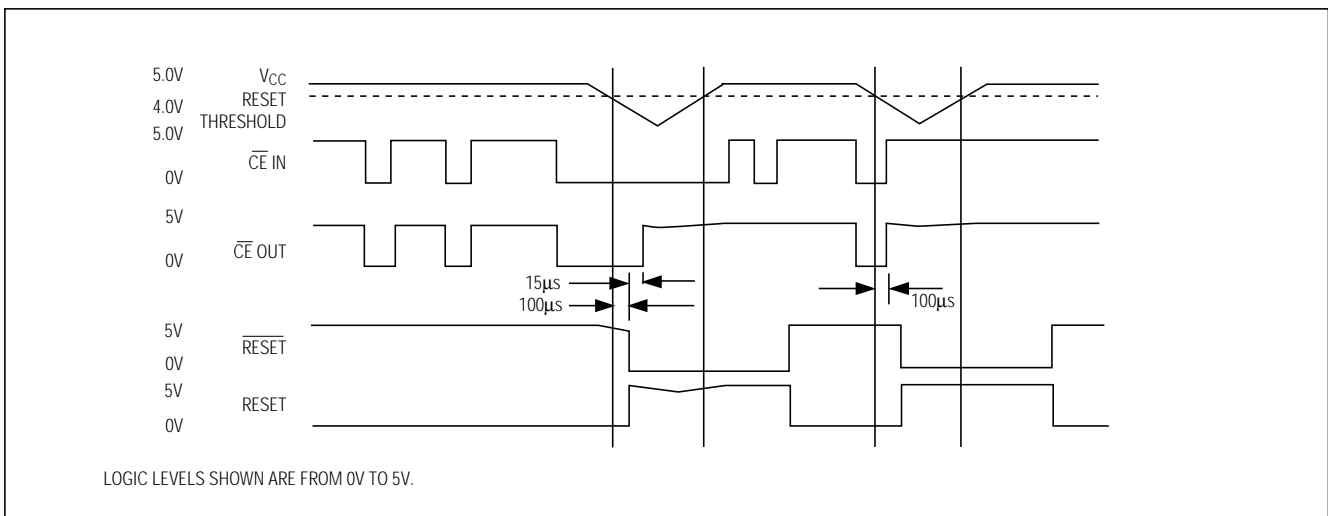 5.0V VCC
RESET
4.0V THRESHOLD
5.0V
CE IN
0V
5V
CE OUT
0V
15μs
100μs
100μs
5V
RESET
0V
5V
RESET
0V
LOGIC LEVELS SHOWN ARE FROM 0V TO 5V.